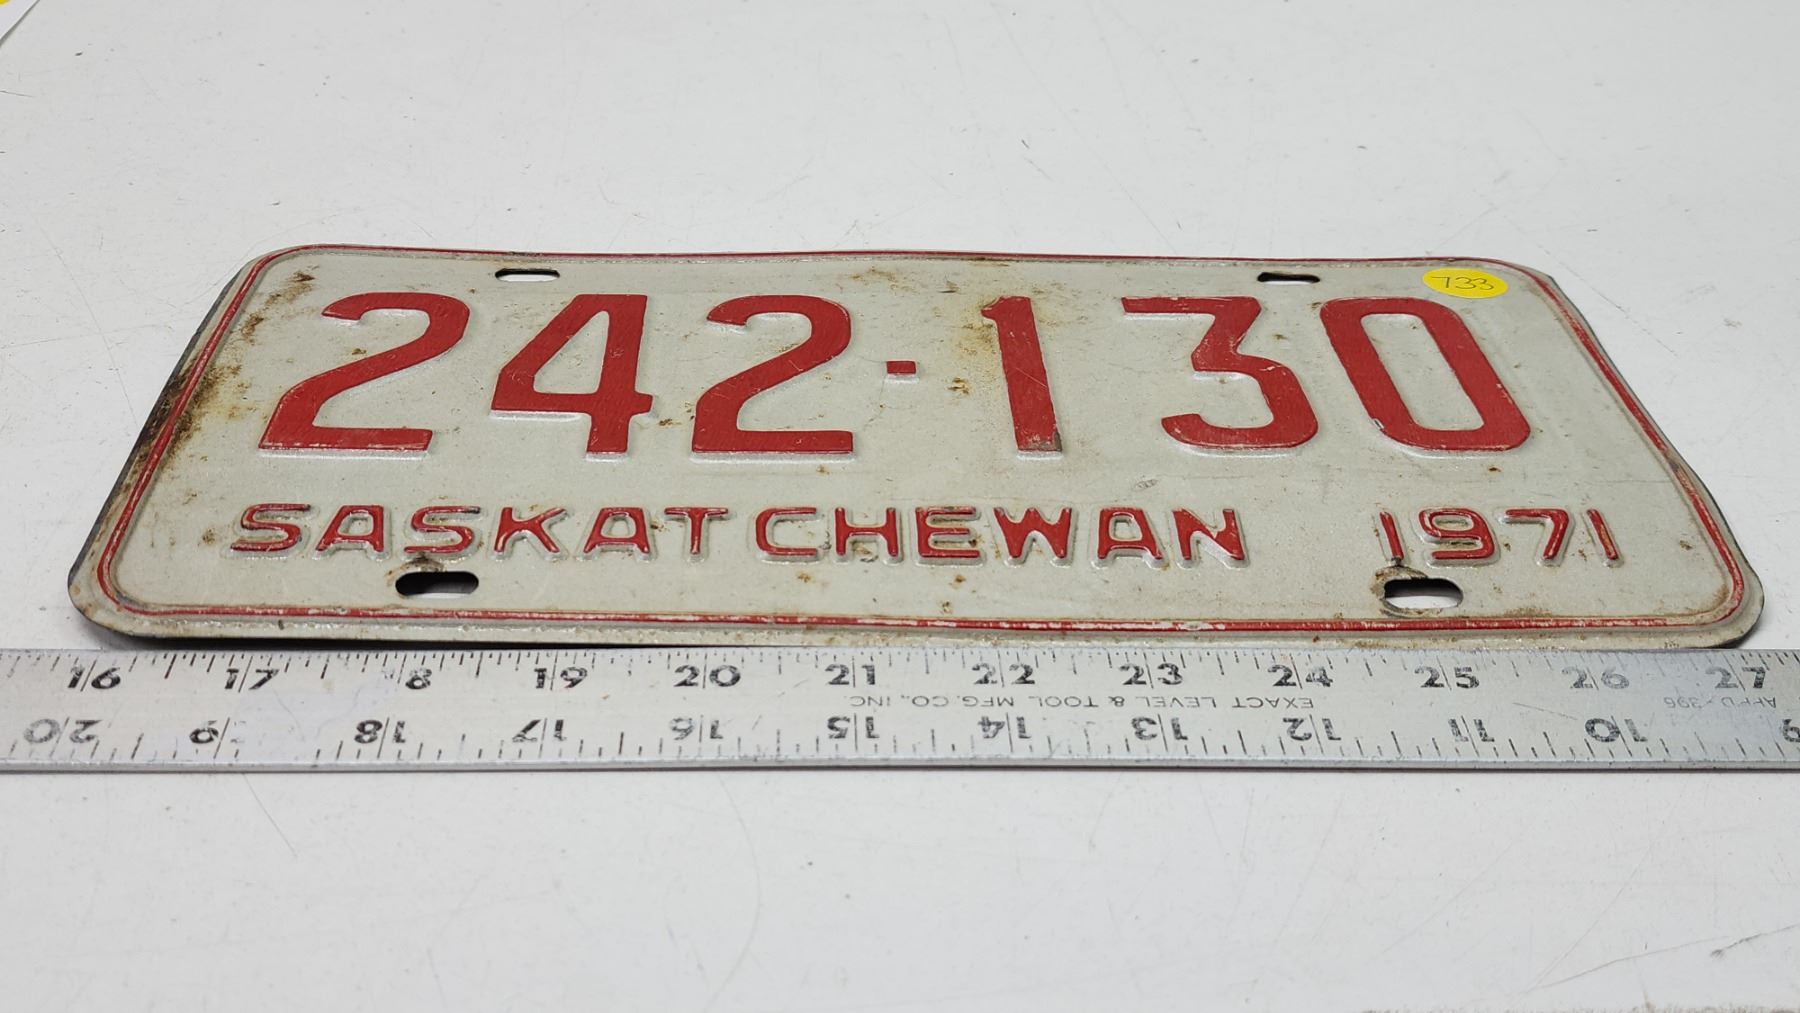 733
242-130
SASKATCHEWAN 1971
16 17 18 19 20 21 22 23 24 25 26 27
EXACT LEVEL & TOOL MFG. CO., INC.
20 19 18 17 16 15 14 13 12 11 10 9